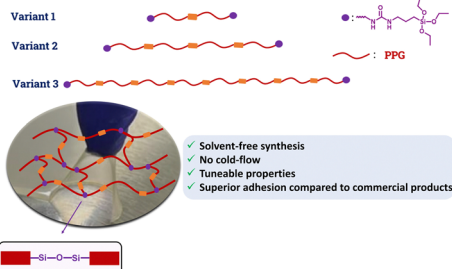 Variant 1
Variant 2
Variant 3
: 
O
N
H
N
H
Si
O
O
O
: PPG
✓ Solvent-free synthesis
✓ No cold-flow
✓ Tuneable properties
✓ Superior adhesion compared to commercial products
Si—O—Si